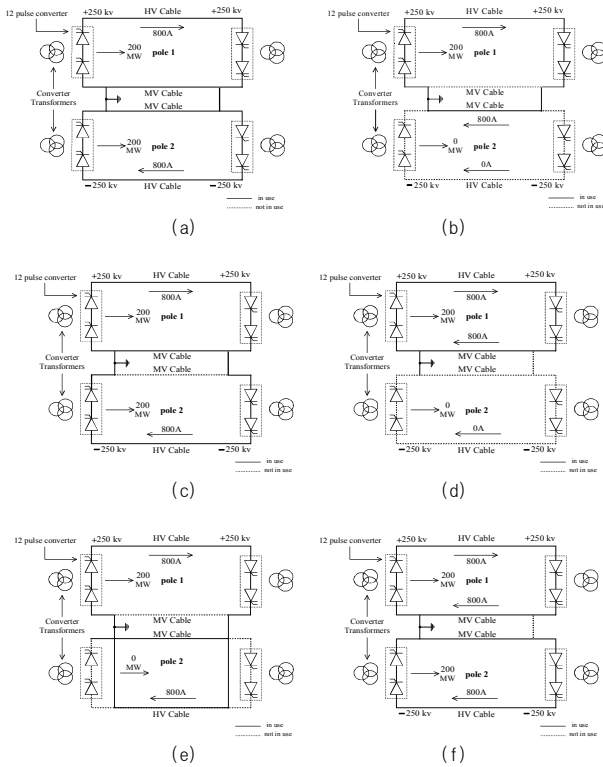 +250 kv HV Cable +250 kv
12 pulse converter
800A
200 MW
pole 1
MV Cable
Converter Transformers
MV Cable
200 MW
pole 2
800A
−250 kv HV Cable −250 kv
in use
not in use
(a)
+250 kv HV Cable +250 kv
12 pulse converter
800A
200 MW
pole 1
MV Cable
Converter Transformers
MV Cable
800A
0 MW
pole 2
0A
−250 kv HV Cable −250 kv
in use
not in use
(b)
+250 kv HV Cable +250 kv
12 pulse converter
800A
200 MW
pole 1
MV Cable
Converter Transformers
MV Cable
200 MW
pole 2
800A
−250 kv HV Cable −250 kv
in use
not in use
(c)
+250 kv HV Cable +250 kv
12 pulse converter
800A
200 MW
pole 1
800A
MV Cable
Converter Transformers
MV Cable
0 MW
pole 2
0A
−250 kv HV Cable −250 kv
in use
not in use
(d)
+250 kv HV Cable +250 kv
12 pulse converter
800A
200 MW
pole 1
MV Cable
Converter Transformers
MV Cable
0 MW
pole 2
800A
HV Cable
in use
not in use
(e)
+250 kv HV Cable +250 kv
12 pulse converter
800A
200 MW
pole 1
800A
MV Cable
Converter Transformers
MV Cable
200 MW
pole 2
800A
−250 kv HV Cable −250 kv
in use
not in use
(f)